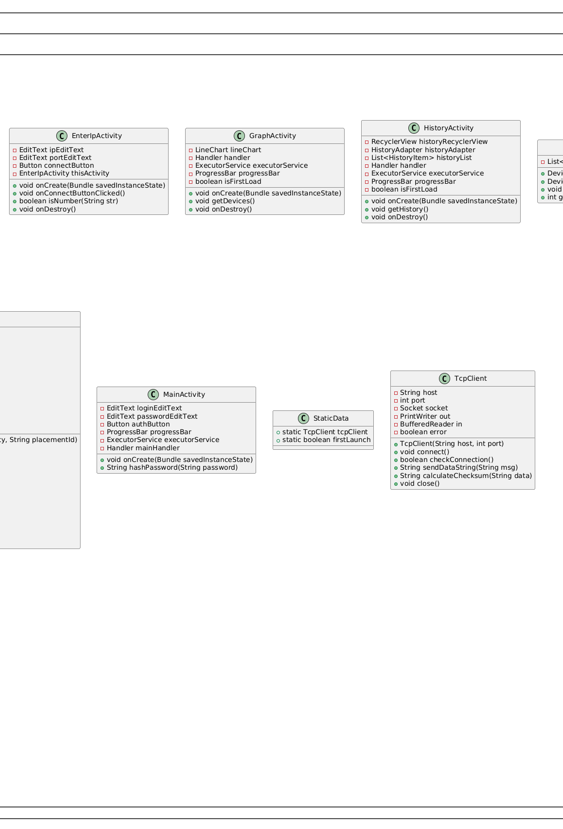 C EnterIpActivity
EditText ipEditText
EditText portEditText
Button connectButton
EnterIpActivity thisActivity
void onCreate(Bundle savedInstanceState)
void onConnectButtonClicked()
boolean isNumber(String str)
void onDestroy()
C GraphActivity
LineChart lineChart
Handler handler
ExecutorService executorService
ProgressBar progressBar
boolean isFirstLoad
void onCreate(Bundle savedInstanceState)
void getDevices()
void onDestroy()
C HistoryActivity
RecyclerView historyRecyclerView
HistoryAdapter historyAdapter
List<HistoryItem> historyList
Handler handler
ExecutorService executorService
ProgressBar progressBar
boolean isFirstLoad
void onCreate(Bundle savedInstanceState)
void getHistory()
void onDestroy()
List<
Devi
Devi
void
int g
ty, String placementId)
C MainActivity
EditText loginEditText
EditText passwordEditText
Button authButton
ProgressBar progressBar
ExecutorService executorService
Handler mainHandler
void onCreate(Bundle savedInstanceState)
String hashPassword(String password)
C StaticData
static TcpClient tcpClient
static boolean firstLaunch
C TcpClient
String host
int port
Socket socket
PrintWriter out
BufferedReader in
boolean error
TcpClient(String host, int port)
void connect()
boolean checkConnection()
String sendDataString(String msg)
String calculateChecksum(String data)
void close()